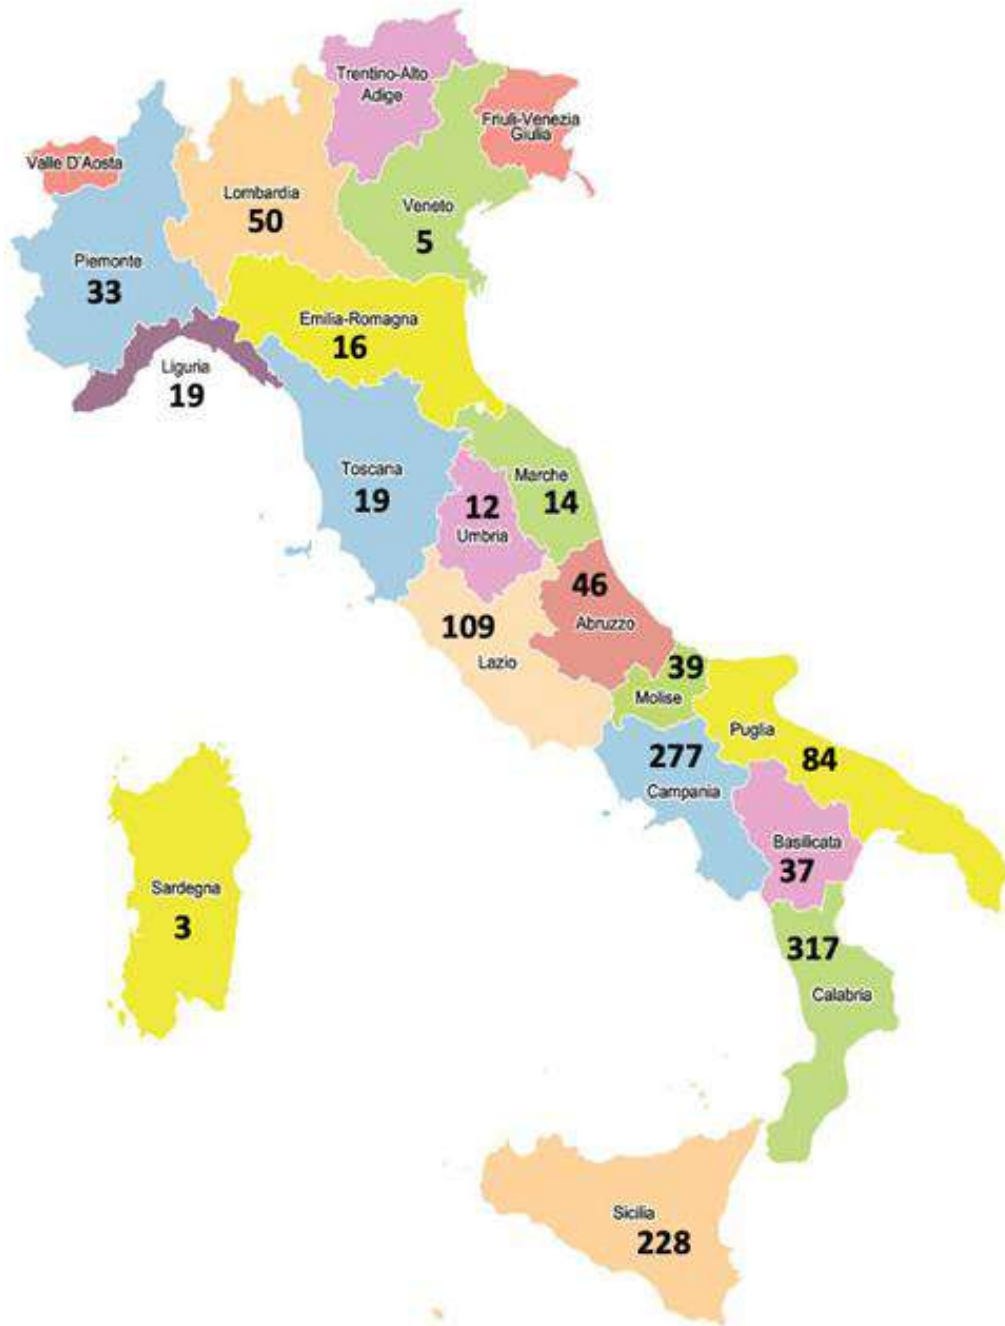 Trentino-Alto
Adige
Friuli-Venezia
Giulia
Valle D'Aosta
Lombardia
50
Veneto
5
Piemonte
33
Emilia-Romagna
16
Liguria
19
Toscana
19
Marche
14
12
Umbria
46
Abruzzo
109
Lazio
39
Molise
Puglia
84
277
Campania
Basilicata
37
Sardegna
3
317
Calabria
Sicilia
228